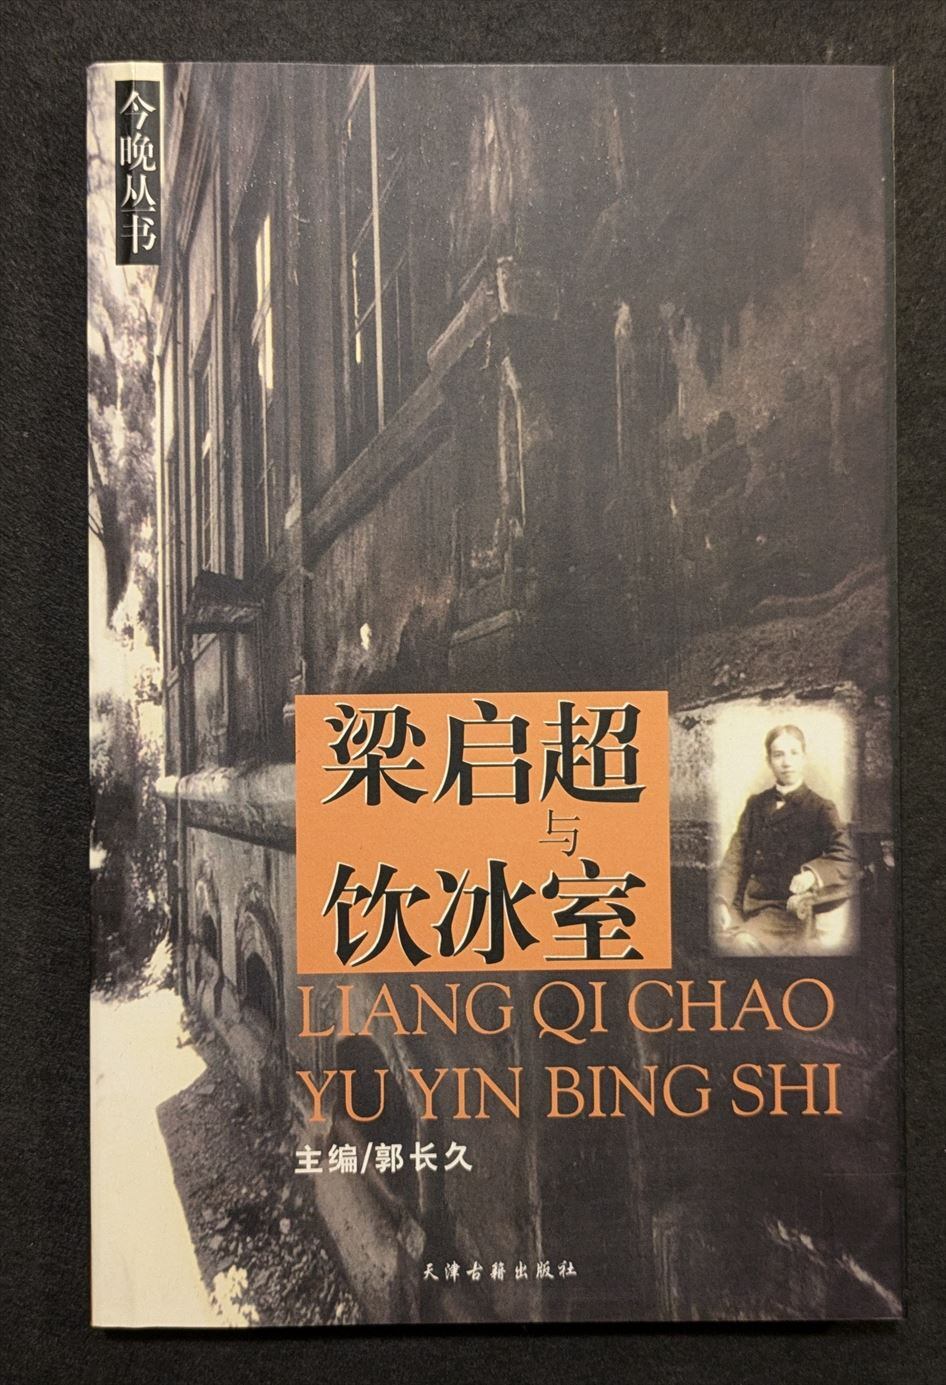 今晚丛书
梁启超
与
饮冰室
LIANG QI CHAO
YU YIN BING SHI
主编/郭长久
天津古籍出版社